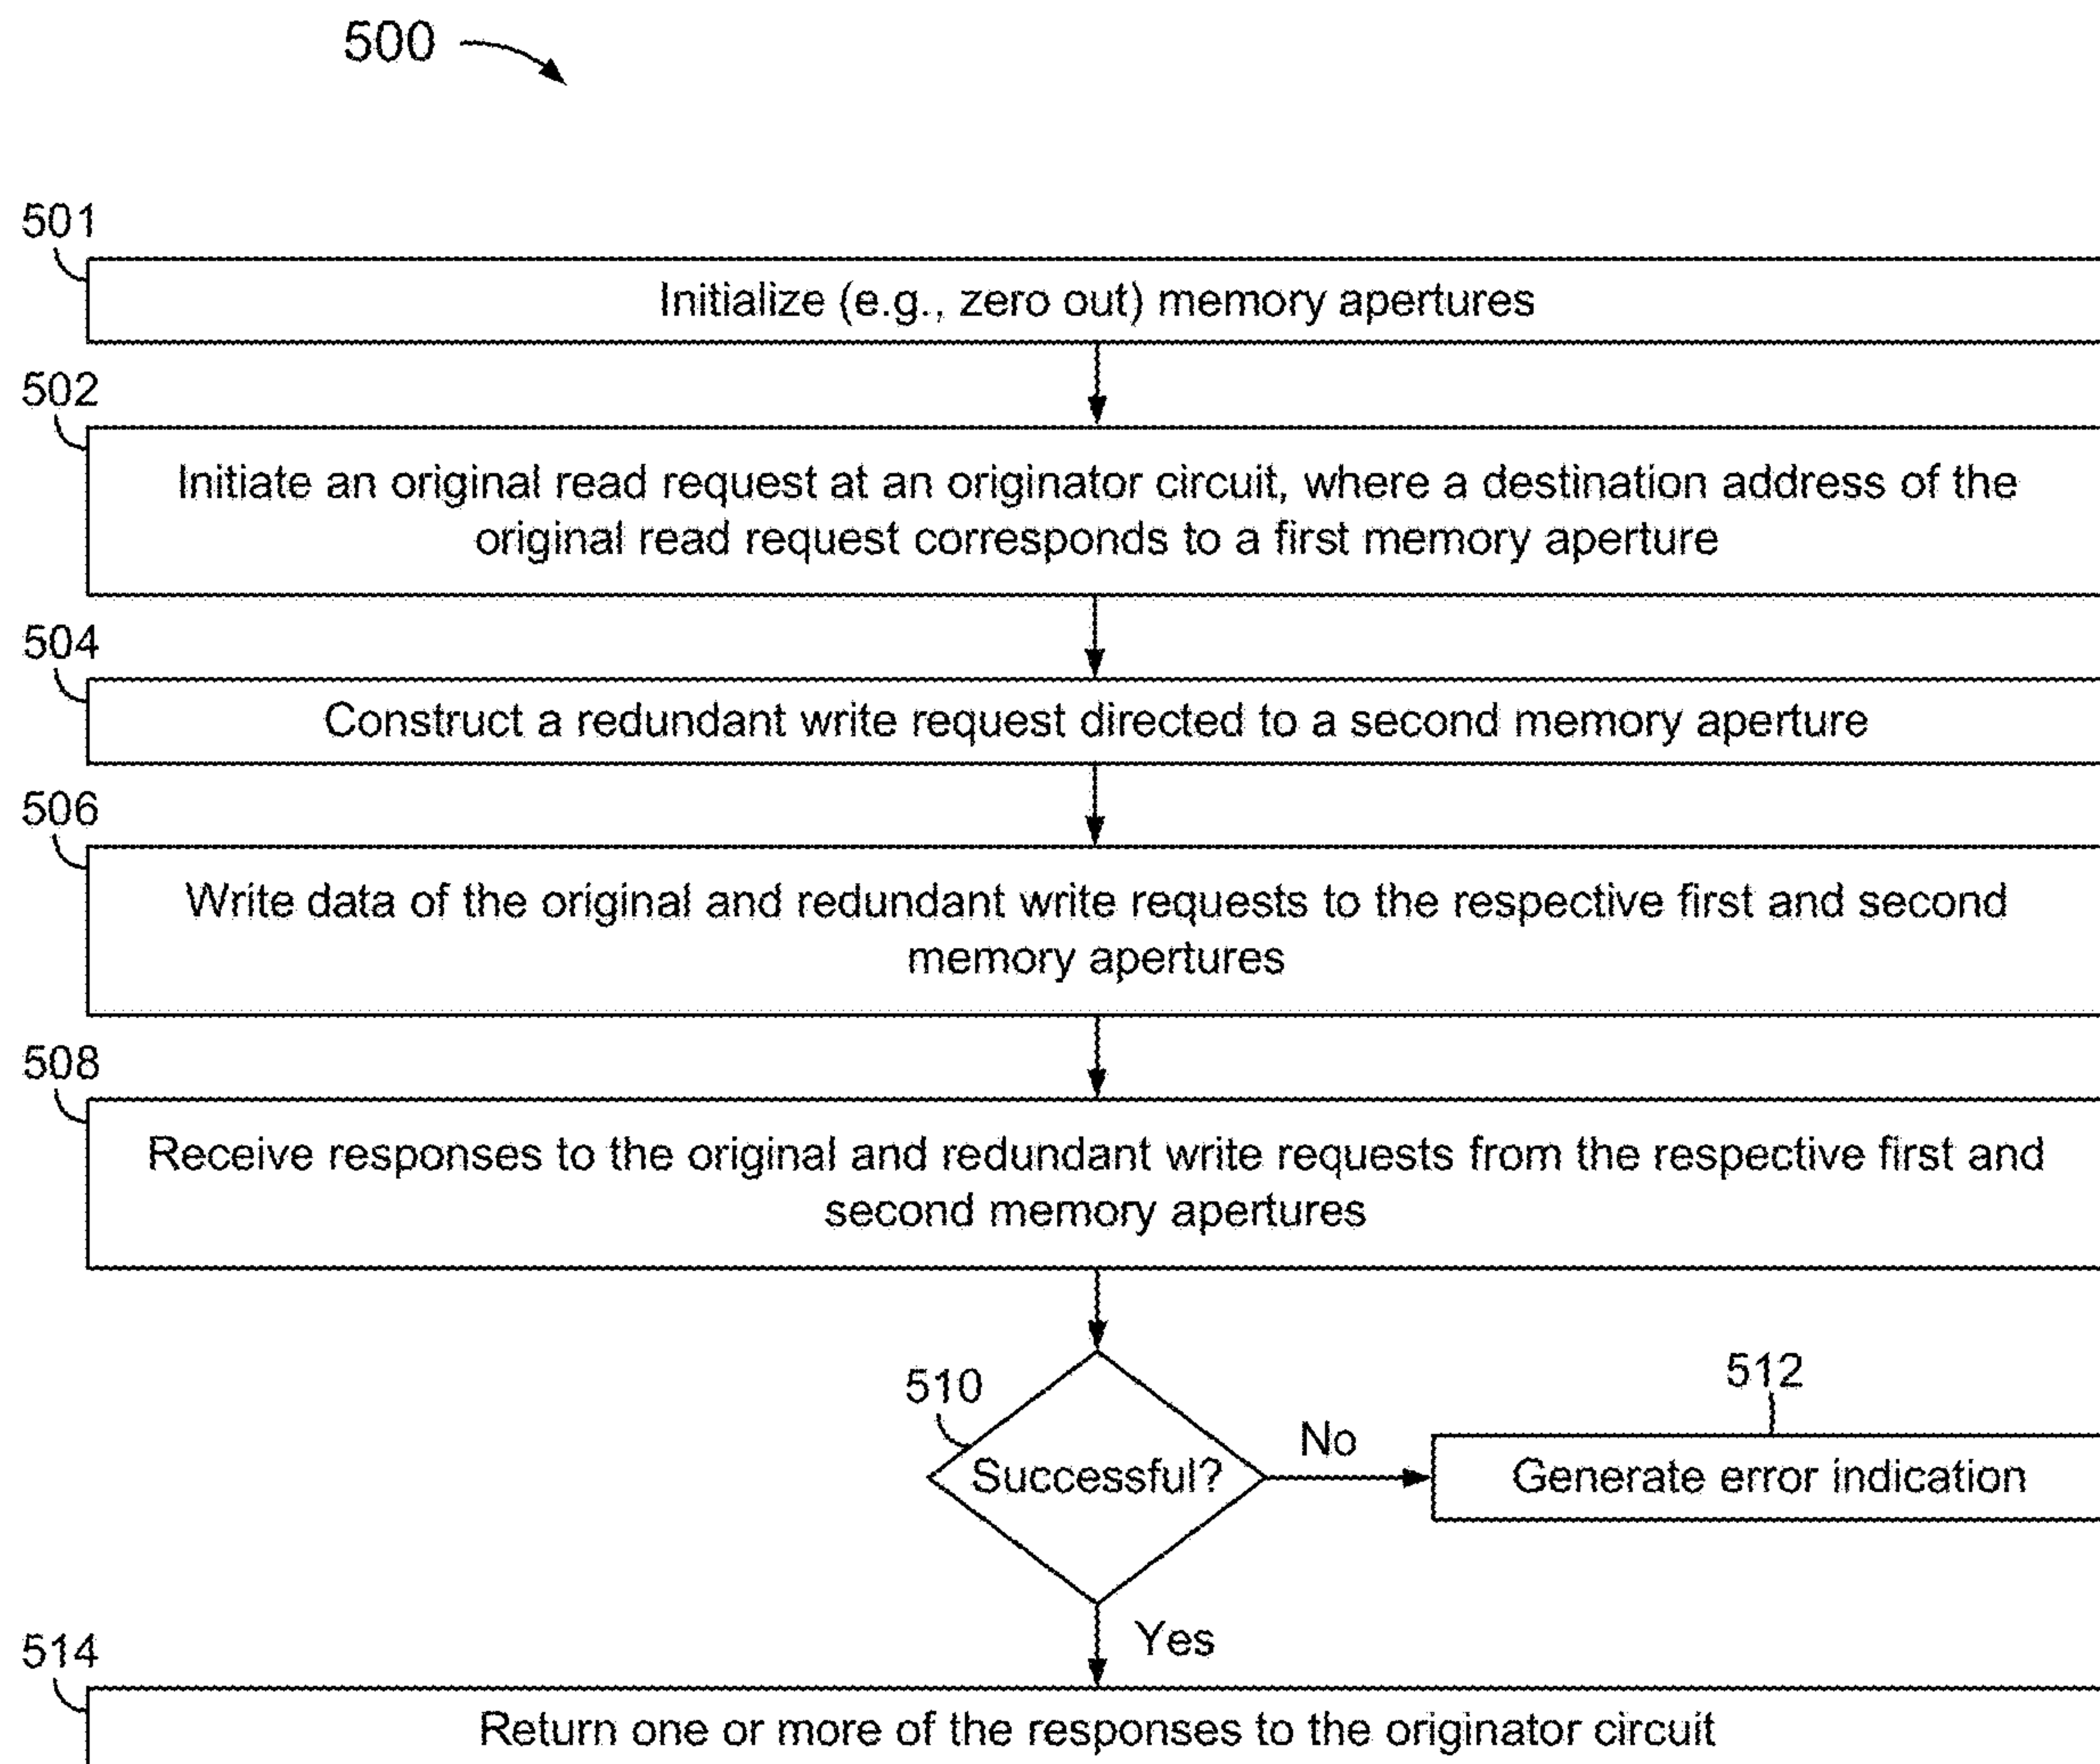 500
501
Initialize (e.g., zero out) memory apertures
502
Initiate an original read request at an originator circuit, where a destination address of the
original read request corresponds to a first memory aperture
504
Construct a redundant write request directed to a second memory aperture
506
Write data of the original and redundant write requests to the respective first and second
memory apertures
508
Receive responses to the original and redundant write requests from the respective first and
second memory apertures
510
Successful?
No
512
Generate error indication
Yes
514
Return one or more of the responses to the originator circuit